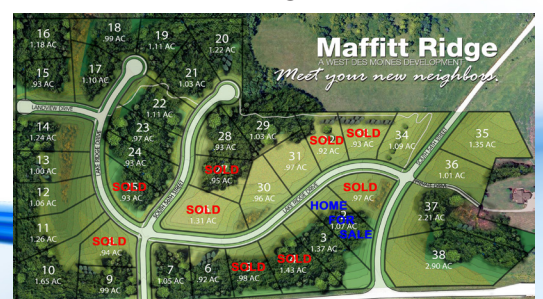 Maffitt Ridge
A WEST DES MOINES DEVELOPMENT
Meet your new neighbors.
16
1.18 AC
18
.99 AC
19
1.11 AC
20
1.22 AC
15
.93 AC
17
1.10 AC
21
1.03 AC
22
1.11 AC
14
1.24 AC
23
.97 AC
24
.93 AC
28
.93 AC
29
1.03 AC
SOLD
.92 AC
SOLD
.93 AC
34
1.09 AC
35
1.35 AC
13
1.00 AC
SOLD
.93 AC
SOLD
.95 AC
31
.97 AC
36
1.01 AC
12
1.06 AC
30
.96 AC
SOLD
.97 AC
SOLD
1.31 AC
HOME
FOR
SALE
1.07 AC
37
2.21 AC
11
1.26 AC
SOLD
.94 AC
3
1.37 AC
38
2.90 AC
10
1.65 AC
9
.99 AC
7
1.05 AC
6
.92 AC
SOLD
.98 AC
SOLD
1.43 AC